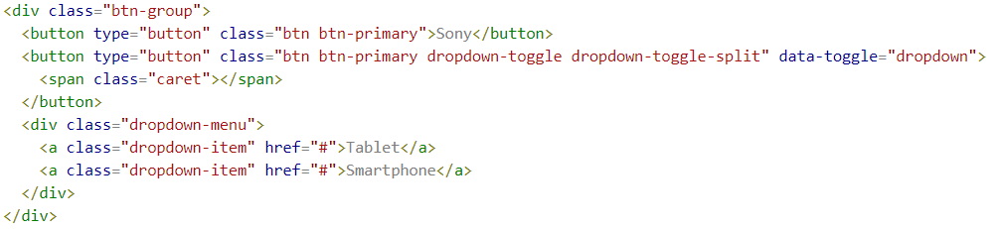 <div class="btn-group">
  <button type="button" class="btn btn-primary">Sony</button>
  <button type="button" class="btn btn-primary dropdown-toggle dropdown-toggle-split" data-toggle="dropdown">
    <span class="caret"></span>
  </button>
  <div class="dropdown-menu">
    <a class="dropdown-item" href="#">Tablet</a>
    <a class="dropdown-item" href="#">Smartphone</a>
  </div>
</div>